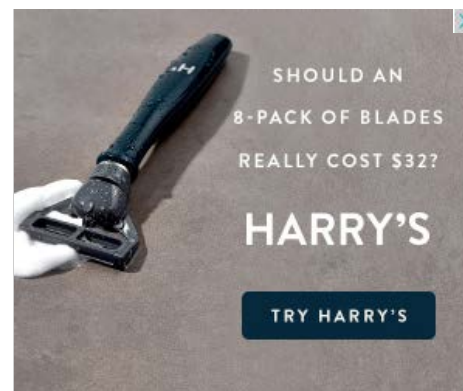 H's
SHOULD AN
8-PACK OF BLADES
REALLY COST $32?
HARRY'S
TRY HARRY'S